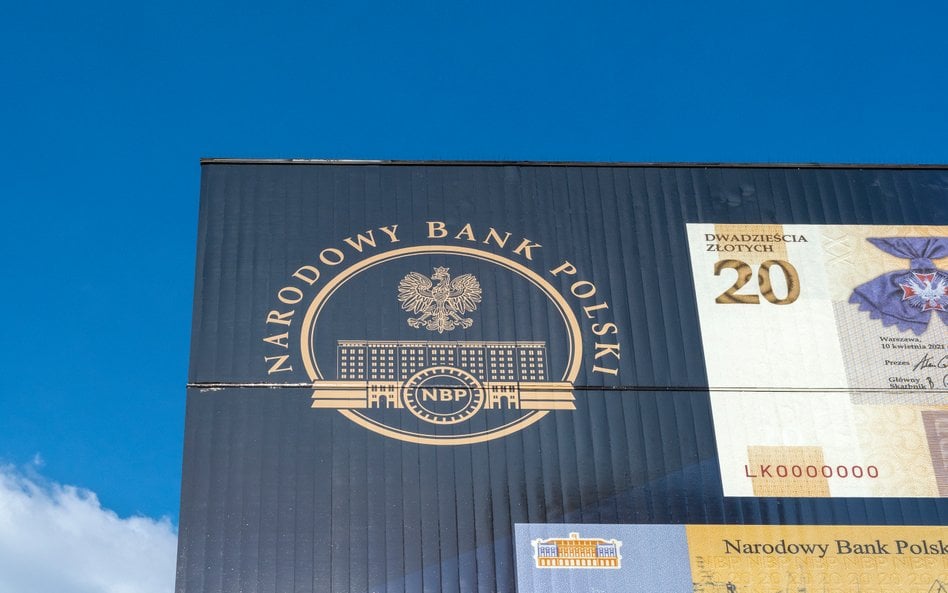 NARODOWY BANK POLSKI
NBP
DWADZIEŚCIA
ZŁOTYCH
20
Warszawa,
10 kwietnia 2021
Prezes
Główny
Skarbnik
LK0000000
Narodowy Bank Polsk